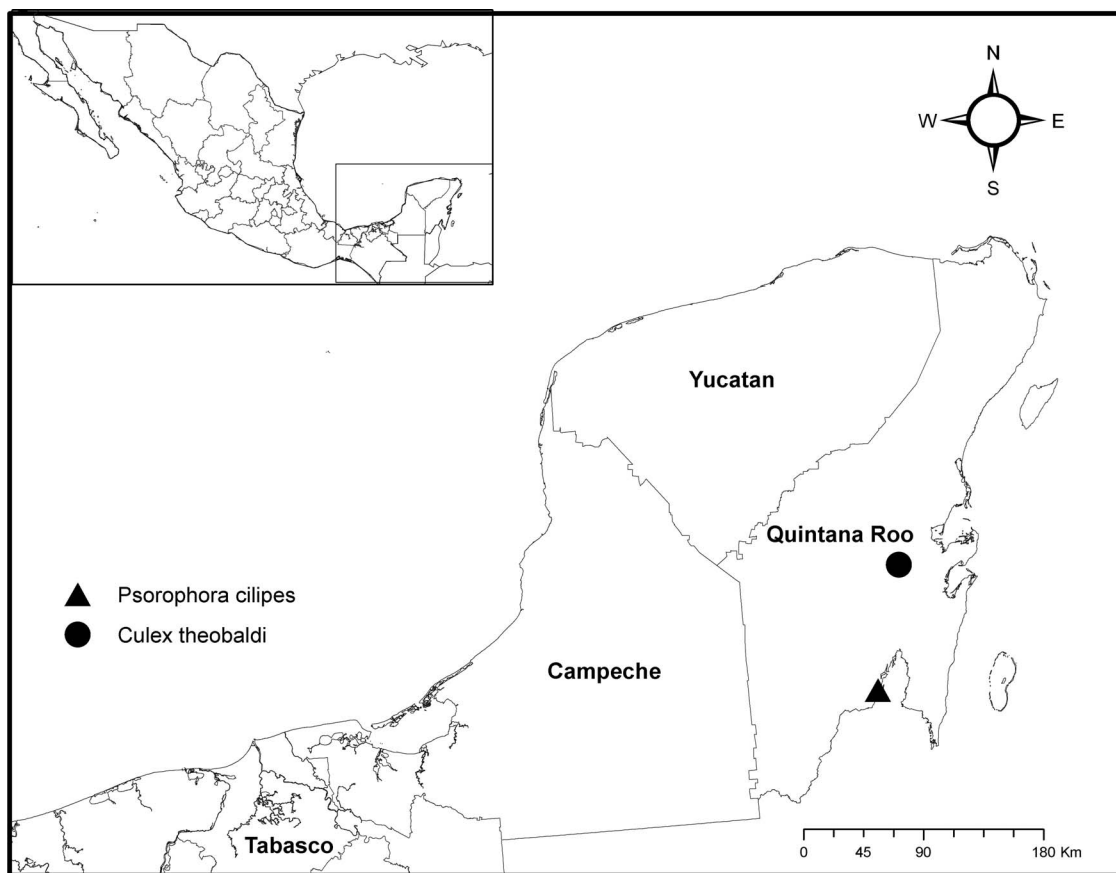 N
W E
S
Yucatan
Quintana Roo
Psorophora cilipes
Culex theobaldi
Campeche
Tabasco
0 45 90 180 Km